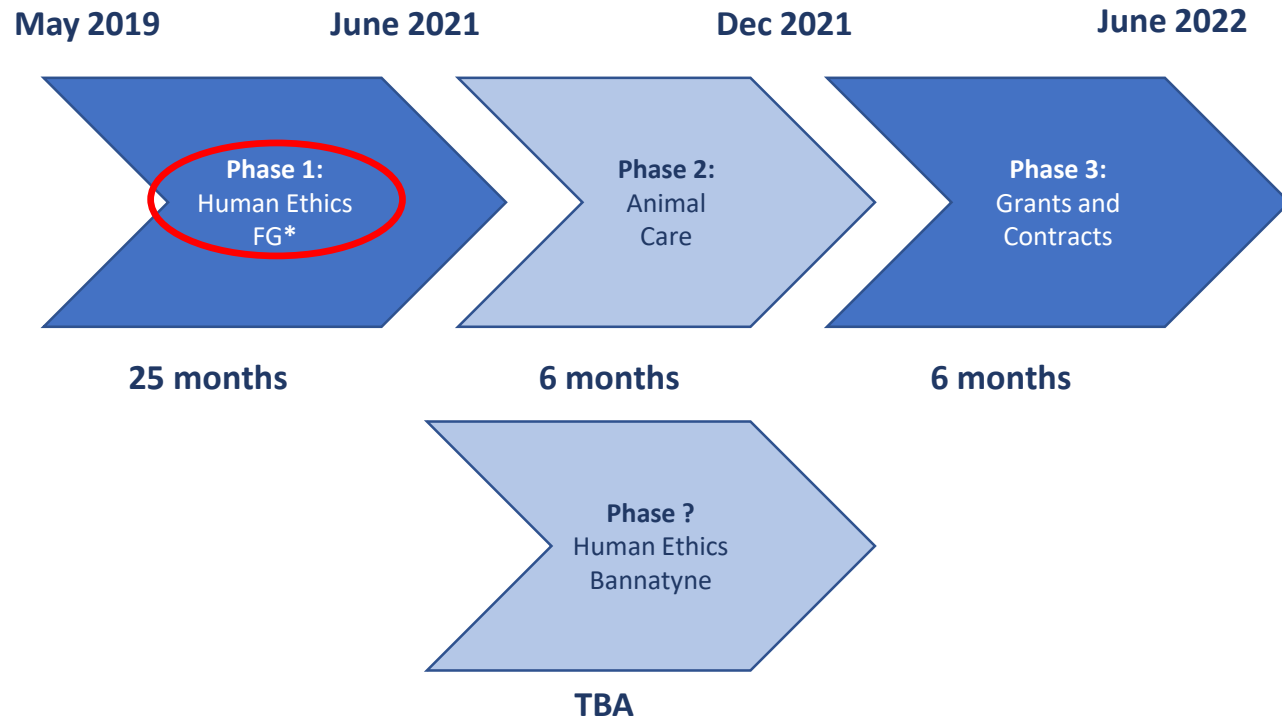 May 2019
June 2021
Dec 2021
June 2022
Phase 1:
Human Ethics
FG*
Phase 2:
Animal
Care
Phase 3:
Grants and
Contracts
25 months
6 months
6 months
Phase ?
Human Ethics
Bannatyne
TBA